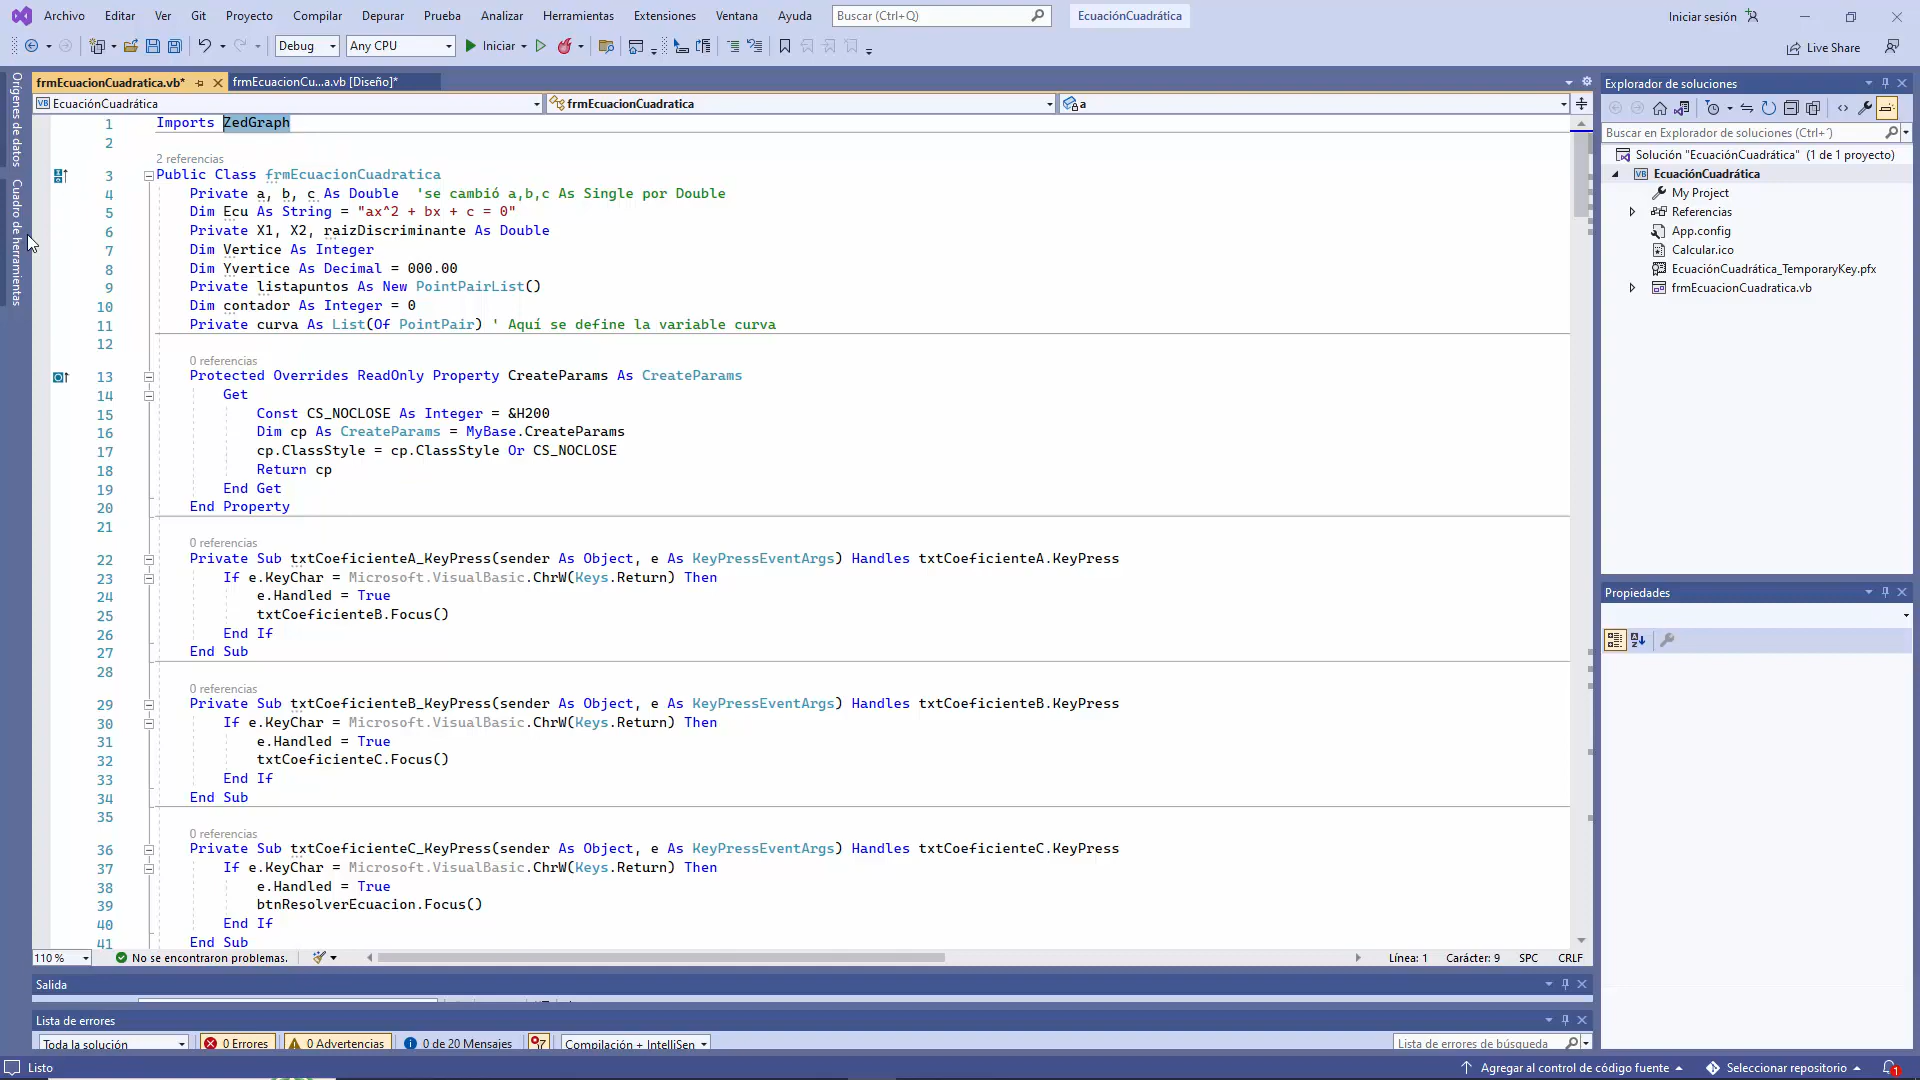 Archivo Editar Ver Git Proyecto Compilar Depurar Prueba Analizar Herramientas Extensiones Ventana Ayuda Buscar (Ctrl+Q) EcuaciónCuadrática Iniciar sesión
Debug Any CPU Iniciar Live Share
Orígenes de datos
Cuadro de herramientas
frmEcuacionCuadratica.vb* frmEcuacionCu...a.vb [Diseño]*
EcuaciónCuadrática frmEcuacionCuadratica a
1 Imports ZedGraph
2
2 referencias
3 Public Class frmEcuacionCuadratica
4 Private a, b, c As Double 'se cambió a,b,c As Single por Double
5 Dim Ecu As String = "ax^2 + bx + c = 0"
6 Private X1, X2, raizDiscriminante As Double
7 Dim Vertice As Integer
8 Dim Yvertice As Decimal = 000.00
9 Private listapuntos As New PointPairList()
10 Dim contador As Integer = 0
11 Private curva As List(Of PointPair) ' Aquí se define la variable curva
12
0 referencias
13 Protected Overrides ReadOnly Property CreateParams As CreateParams
14 Get
15 Const CS_NOCLOSE As Integer = &H200
16 Dim cp As CreateParams = MyBase.CreateParams
17 cp.ClassStyle = cp.ClassStyle Or CS_NOCLOSE
18 Return cp
19 End Get
20 End Property
21
0 referencias
22 Private Sub txtCoeficienteA_KeyPress(sender As Object, e As KeyPressEventArgs) Handles txtCoeficienteA.KeyPress
23 If e.KeyChar = Microsoft.VisualBasic.ChrW(Keys.Return) Then
24 e.Handled = True
25 txtCoeficienteB.Focus()
26 End If
27 End Sub
28
0 referencias
29 Private Sub txtCoeficienteB_KeyPress(sender As Object, e As KeyPressEventArgs) Handles txtCoeficienteB.KeyPress
30 If e.KeyChar = Microsoft.VisualBasic.ChrW(Keys.Return) Then
31 e.Handled = True
32 txtCoeficienteC.Focus()
33 End If
34 End Sub
35
0 referencias
36 Private Sub txtCoeficienteC_KeyPress(sender As Object, e As KeyPressEventArgs) Handles txtCoeficienteC.KeyPress
37 If e.KeyChar = Microsoft.VisualBasic.ChrW(Keys.Return) Then
38 e.Handled = True
39 btnResolverEcuacion.Focus()
40 End If
41 End Sub
110 % No se encontraron problemas. Línea: 1 Carácter: 9 SPC CRLF
Salida
Lista de errores
Toda la solución 0 Errores 0 Advertencias 0 de 20 Mensajes Compilación + IntelliSen Lista de errores de búsqueda
Explorador de soluciones
Buscar en Explorador de soluciones (Ctrl+´)
Solución "EcuaciónCuadrática" (1 de 1 proyecto)
EcuaciónCuadrática
My Project
Referencias
App.config
Calcular.ico
EcuaciónCuadrática_TemporaryKey.pfx
frmEcuacionCuadratica.vb
Propiedades
Listo Agregar al control de código fuente Seleccionar repositorio 1